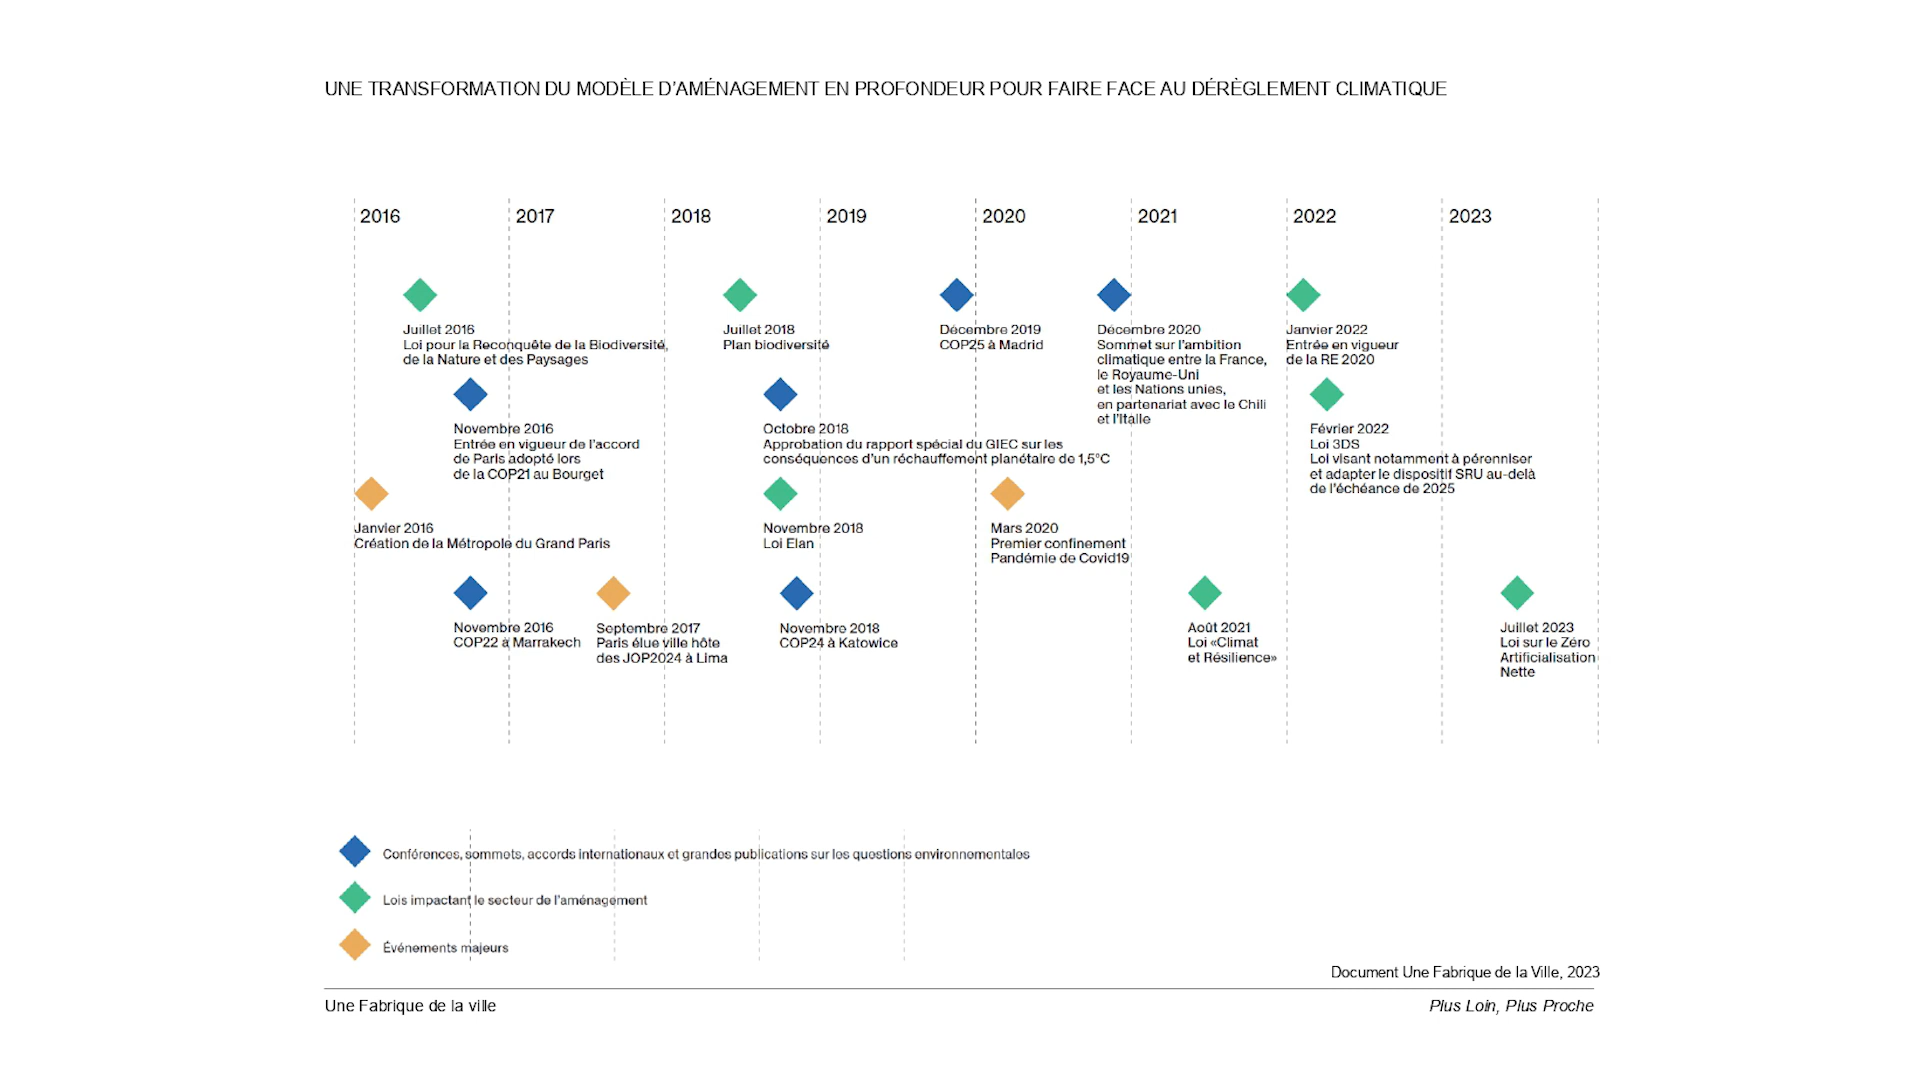 UNE TRANSFORMATION DU MODÈLE D'AMÉNAGEMENT EN PROFONDEUR POUR FAIRE FACE AU DÉRÈGLEMENT CLIMATIQUE
2016
2017
2018
2019
2020
2021
2022
2023
Juillet 2016
Loi pour la Reconquête de la Biodiversité,
de la Nature et des Paysages
Juillet 2018
Plan biodiversité
Décembre 2019
COP25 à Madrid
Décembre 2020
Sommet sur l'ambition
climatique entre la France,
le Royaume-Uni
et les Nations unies,
en partenariat avec le Chili
et l'Italie
Janvier 2022
Entrée en vigueur
de la RE 2020
Novembre 2016
Entrée en vigueur de l'accord
de Paris adopté lors
de la COP21 au Bourget
Octobre 2018
Approbation du rapport spécial du GIEC sur les
conséquences d'un réchauffement planétaire de 1,5°C
Février 2022
Loi 3DS
Loi visant notamment à pérenniser
et adapter le dispositif SRU au-delà
de l'échéance de 2025
Janvier 2016
Création de la Métropole du Grand Paris
Novembre 2018
Loi Elan
Mars 2020
Premier confinement
Pandémie de Covid19
Novembre 2016
COP22 à Marrakech
Septembre 2017
Paris élue ville hôte
des JOP2024 à Lima
Novembre 2018
COP24 à Katowice
Août 2021
Loi «Climat
et Résilience»
Juillet 2023
Loi sur le Zéro
Artificialisation
Nette
Conférences, sommets, accords internationaux et grandes publications sur les questions environnementales
Lois impactant le secteur de l'aménagement
Événements majeurs
Document Une Fabrique de la Ville, 2023
Une Fabrique de la ville
Plus Loin, Plus Proche